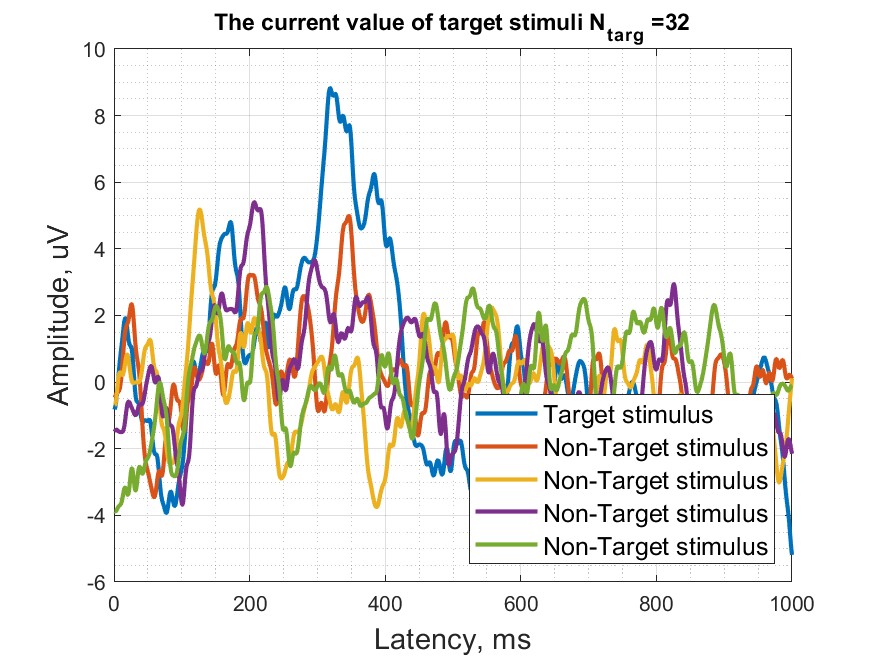 The current value of target stimuli N_targ =32
10
8
6
4
2
0
-2
-4
-6
Amplitude, uV
Target stimulus
Non-Target stimulus
Non-Target stimulus
Non-Target stimulus
Non-Target stimulus
0 200 400 600 800 1000
Latency, ms